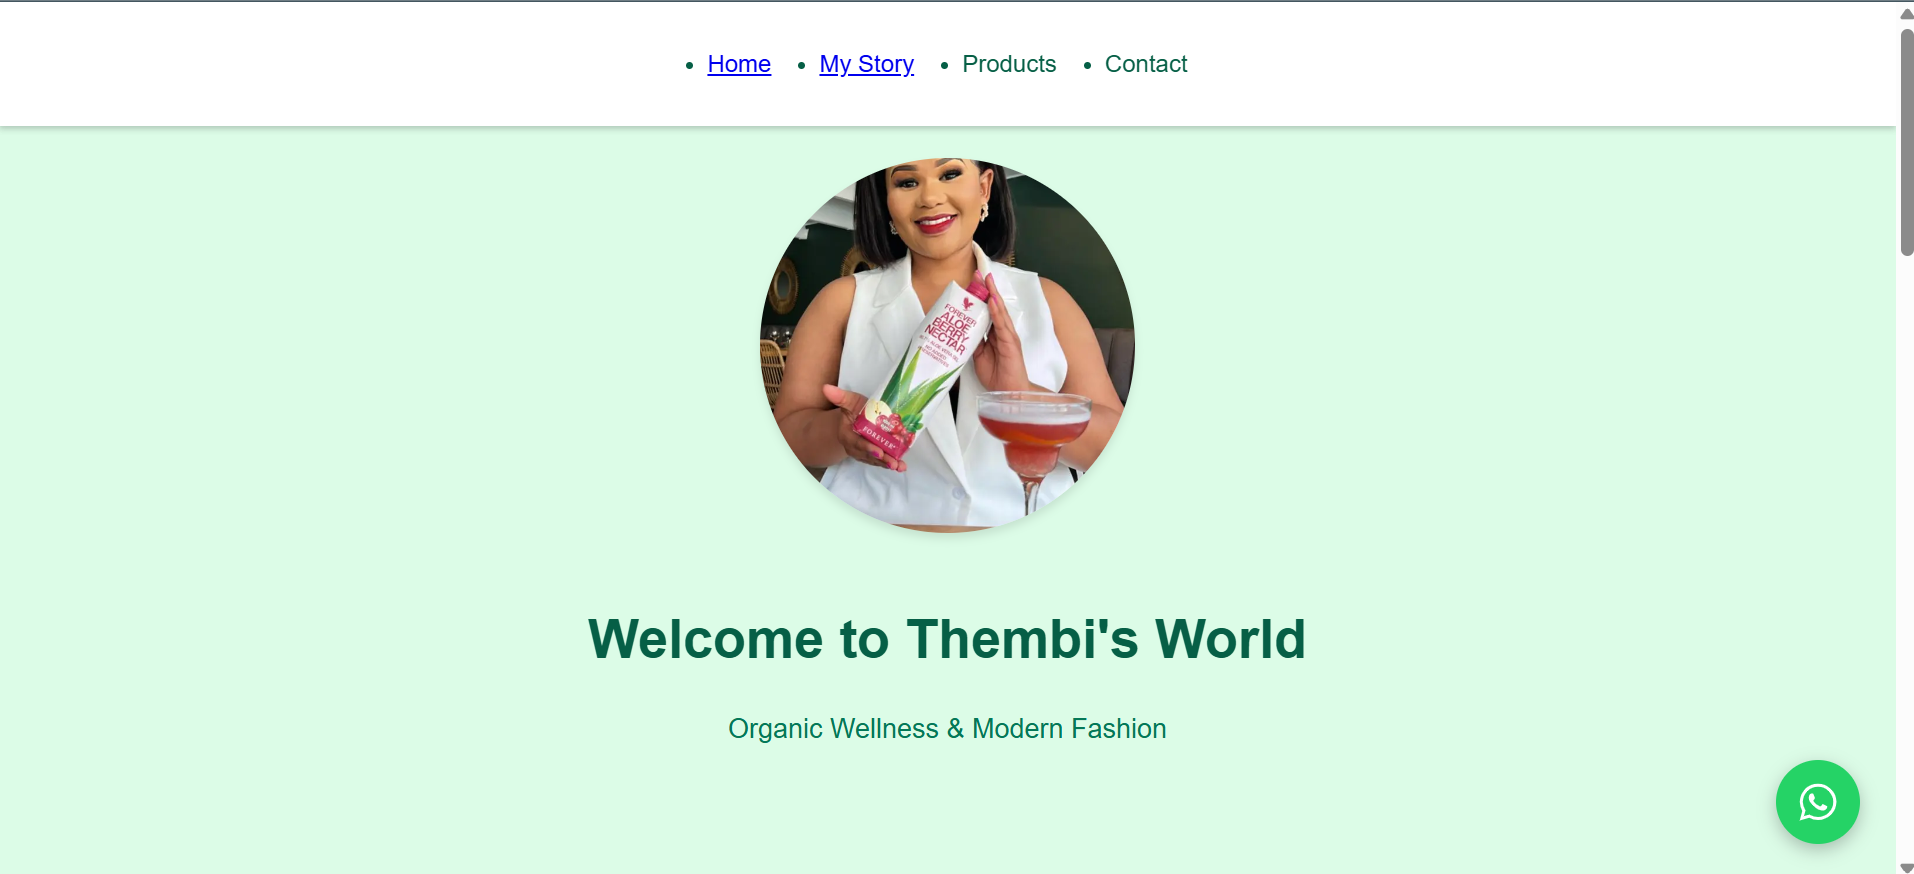 Home
My Story
Products
Contact
FOREVER
ALOE
BERRY
NECTAR
FOREVER
Welcome to Thembi's World
Organic Wellness & Modern Fashion